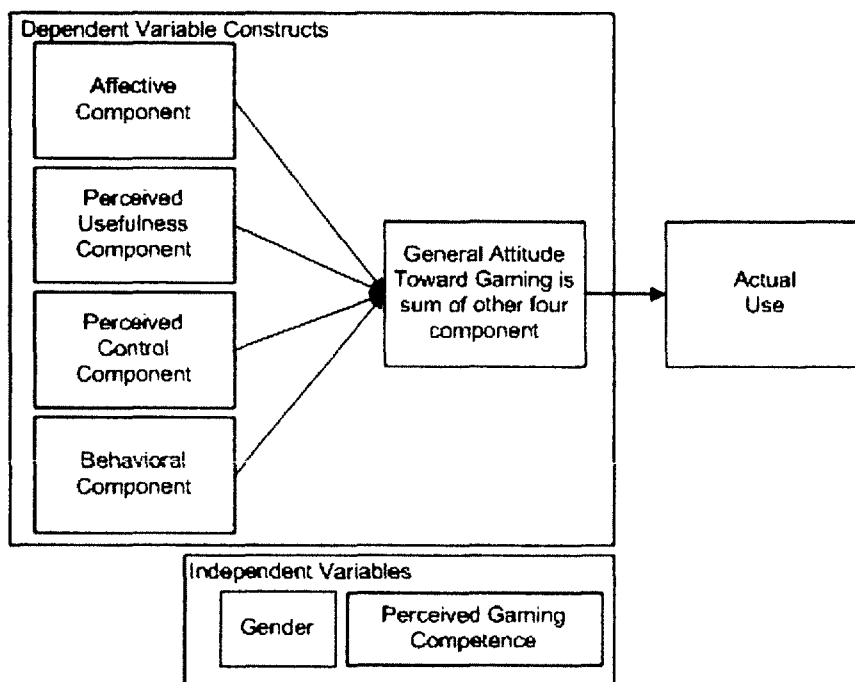 Dependent Variable Constructs
Affective
Component
Perceived
Usefulness
Component
Perceived
Control
Component
Behavioral
Component
General Attitude
Toward Gaming is
sum of other four
component
Actual
Use
Independent Variables
Gender
Perceived Gaming
Competence